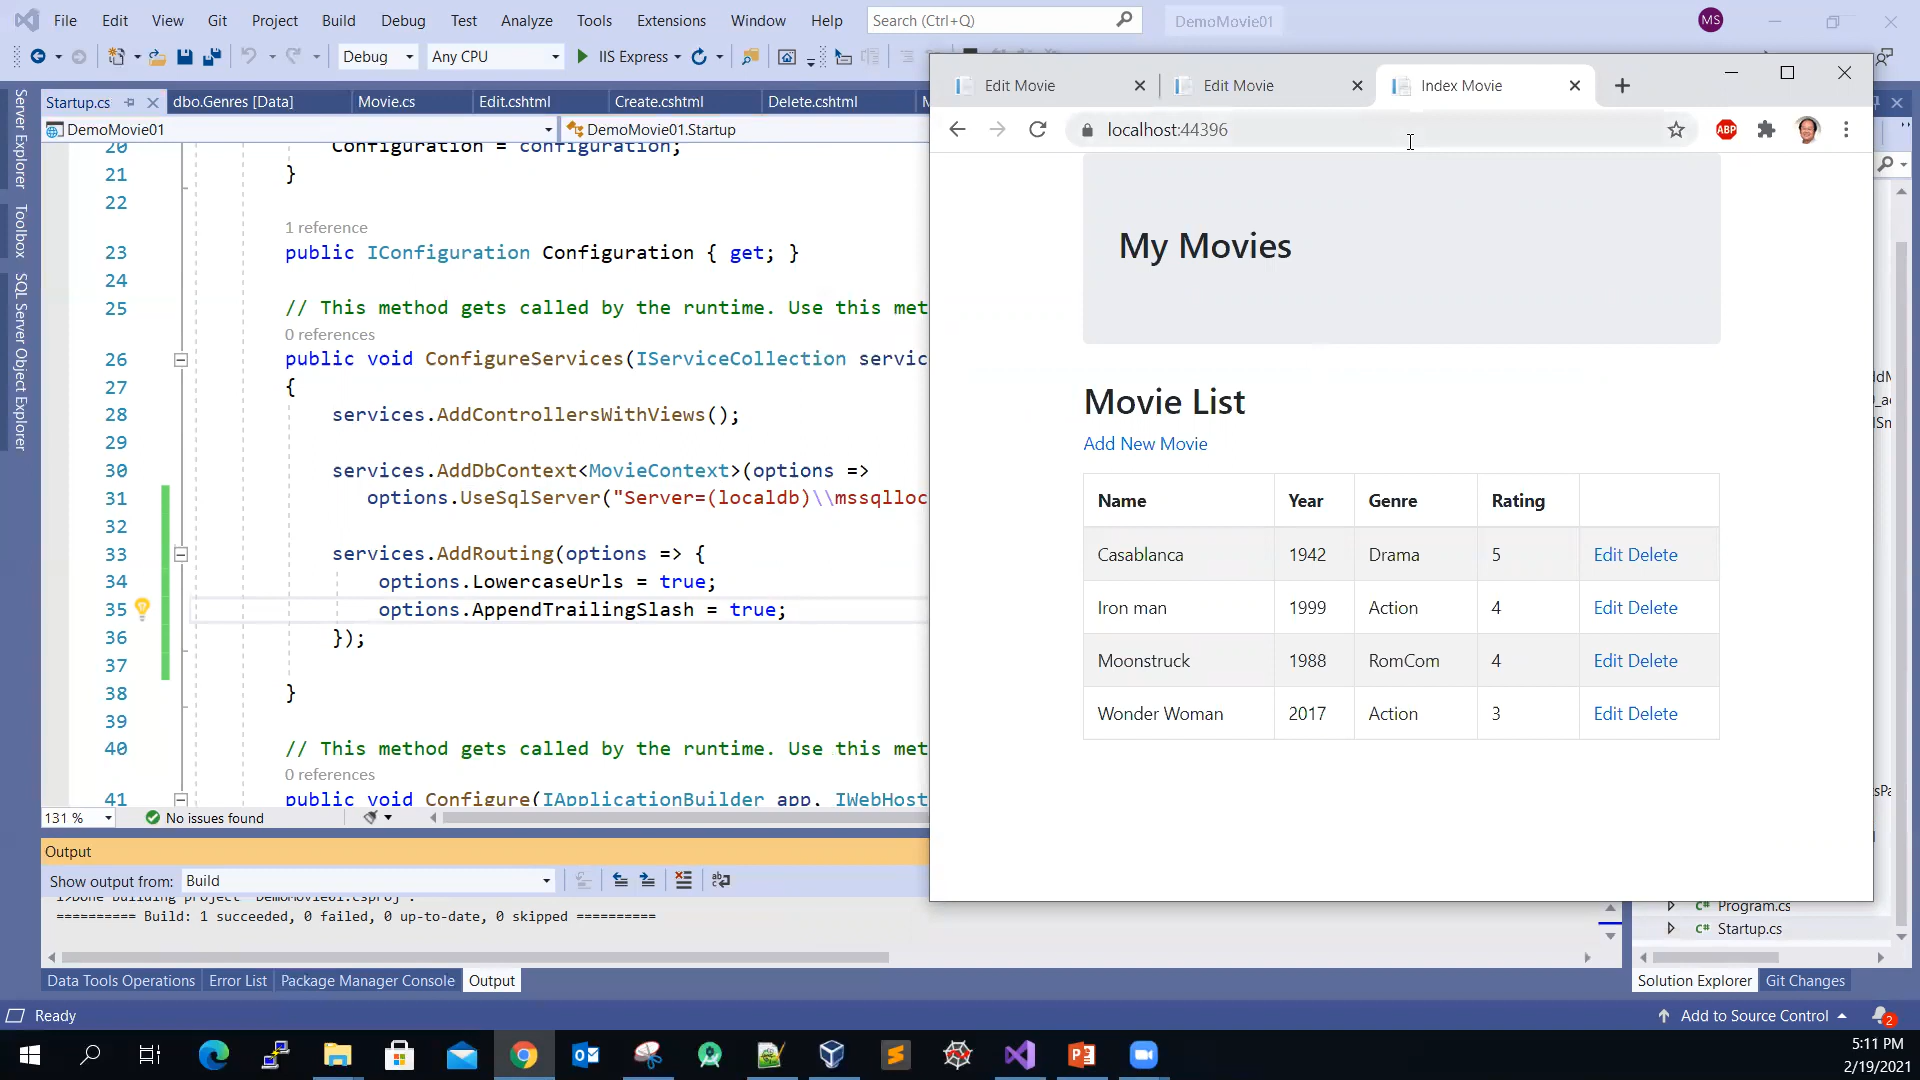 File Edit View Git Project Build Debug Test Analyze Tools Extensions Window Help Search (Ctrl+Q) DemoMovie01 MS
Debug Any CPU IIS Express
Startup.cs dbo.Genres [Data] Movie.cs Edit.cshtml Create.cshtml Delete.cshtml
DemoMovie01 DemoMovie01.Startup
Server Explorer
Toolbox
SQL Server Object Explorer
20 Configuration = configuration;
21 }
22
1 reference
23 public IConfiguration Configuration { get; }
24
25 // This method gets called by the runtime. Use this met
0 references
26 public void ConfigureServices(IServiceCollection servic
27 {
28 services.AddControllersWithViews();
29
30 services.AddDbContext<MovieContext>(options =>
31 options.UseSqlServer("Server=(localdb)\\mssqlloc
32
33 services.AddRouting(options => {
34 options.LowercaseUrls = true;
35 options.AppendTrailingSlash = true;
36 });
37
38 }
39
40 // This method gets called by the runtime. Use this met
0 references
41 public void Configure(IApplicationBuilder app, IWebHost
131 % No issues found
Output
Show output from: Build
========== Build: 1 succeeded, 0 failed, 0 up-to-date, 0 skipped ==========
Data Tools Operations Error List Package Manager Console Output
Ready
Edit Movie Edit Movie Index Movie
localhost:44396
ABP
My Movies
Movie List
Add New Movie
Name Year Genre Rating
Casablanca 1942 Drama 5 Edit Delete
Iron man 1999 Action 4 Edit Delete
Moonstruck 1988 RomCom 4 Edit Delete
Wonder Woman 2017 Action 3 Edit Delete
C# Program.cs
C# Startup.cs
Solution Explorer Git Changes
Add to Source Control 2
5:11 PM
2/19/2021